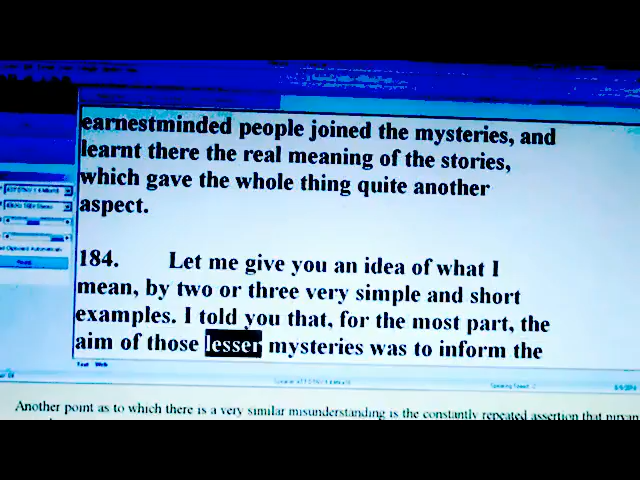 earnestminded people joined the mysteries, and
learnt there the real meaning of the stories,
which gave the whole thing quite another
aspect.
184. Let me give you an idea of what I
mean, by two or three very simple and short
examples. I told you that, for the most part, the
aim of those lesser mysteries was to inform the
Text Web
Another point as to which there is a very similar misunderstanding is the constantly repeated assertion that